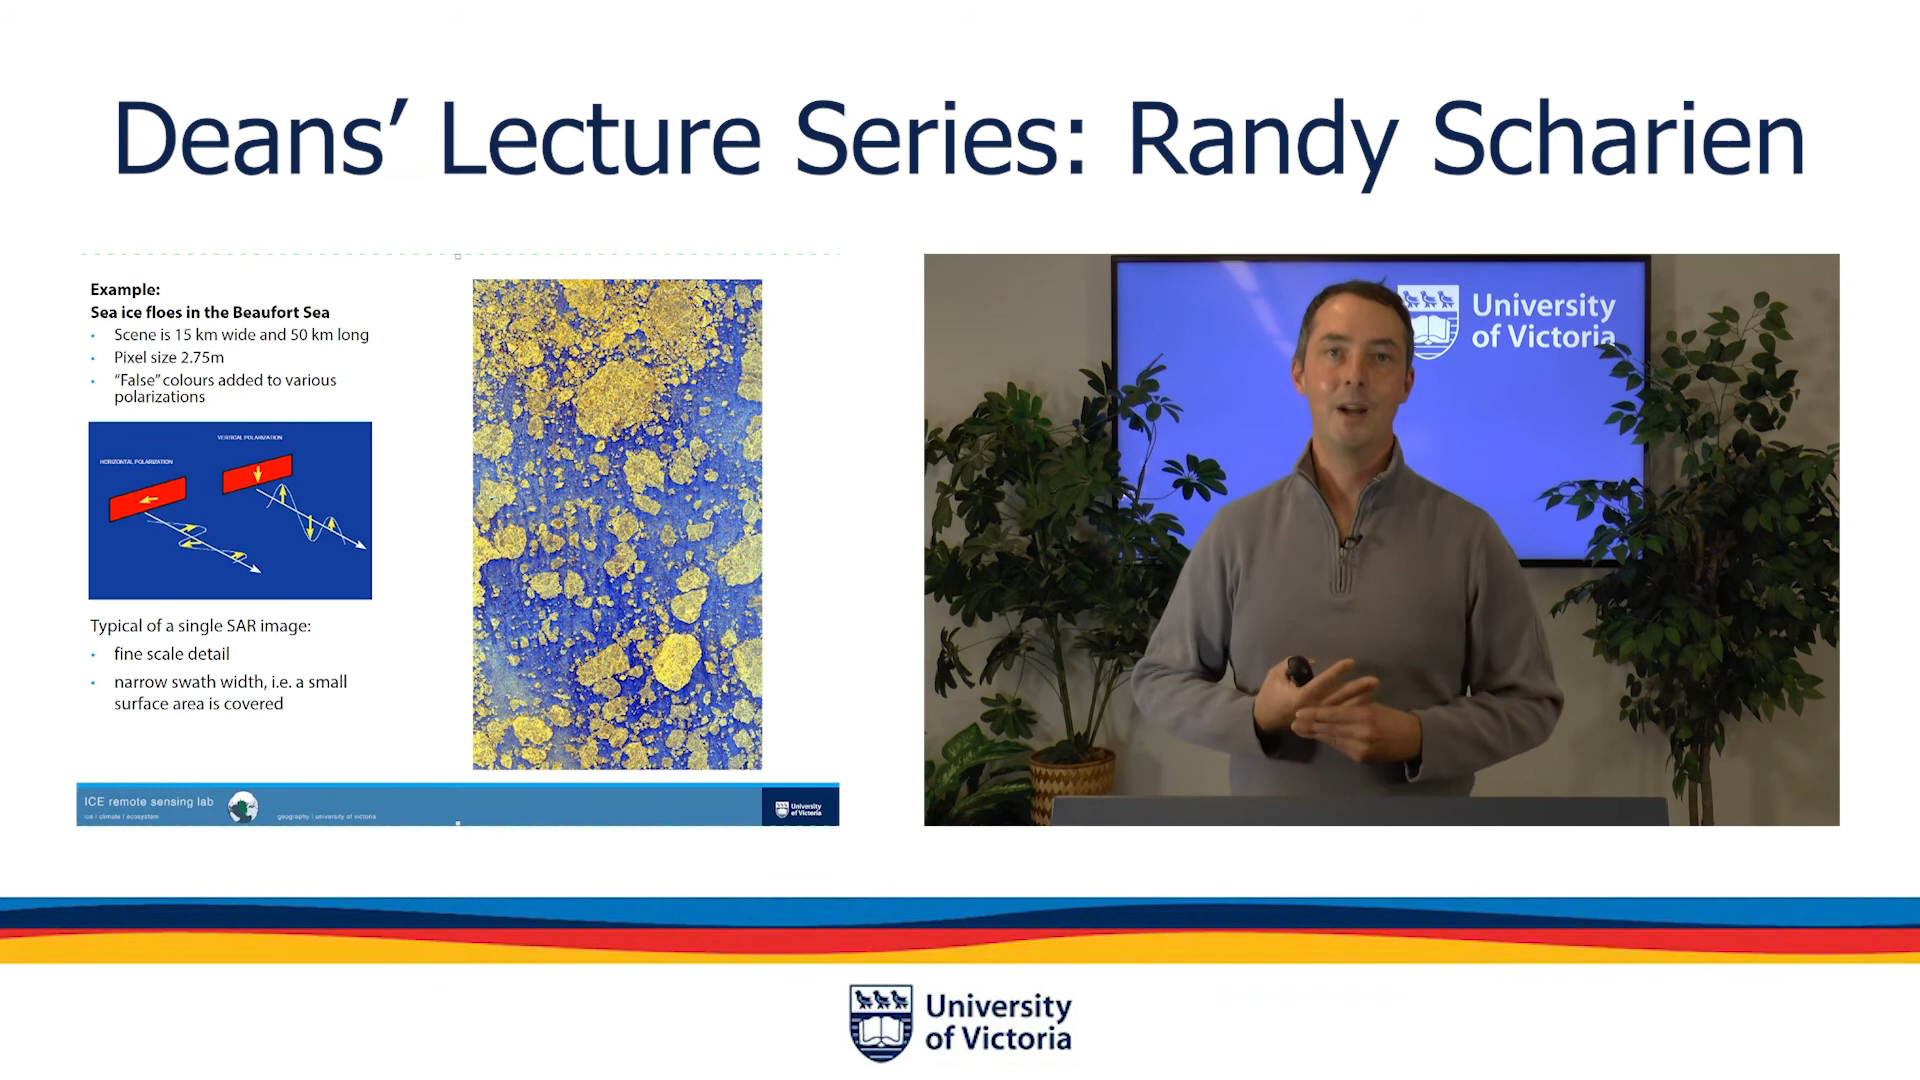 Deans’ Lecture Series: Randy Scharien
Example:
Sea ice floes in the Beaufort Sea
• Scene is 15 km wide and 50 km long
• Pixel size 2.75m
• “False” colours added to various
polarizations
VERTICAL POLARIZATION
HORIZONTAL POLARIZATION
Typical of a single SAR image:
• fine scale detail
• narrow swath width, i.e. a small
surface area is covered
ICE remote sensing lab
ice | climate | ecosystem
geography | university of victoria
University
of Victoria
University
of Victoria
University
of Victoria